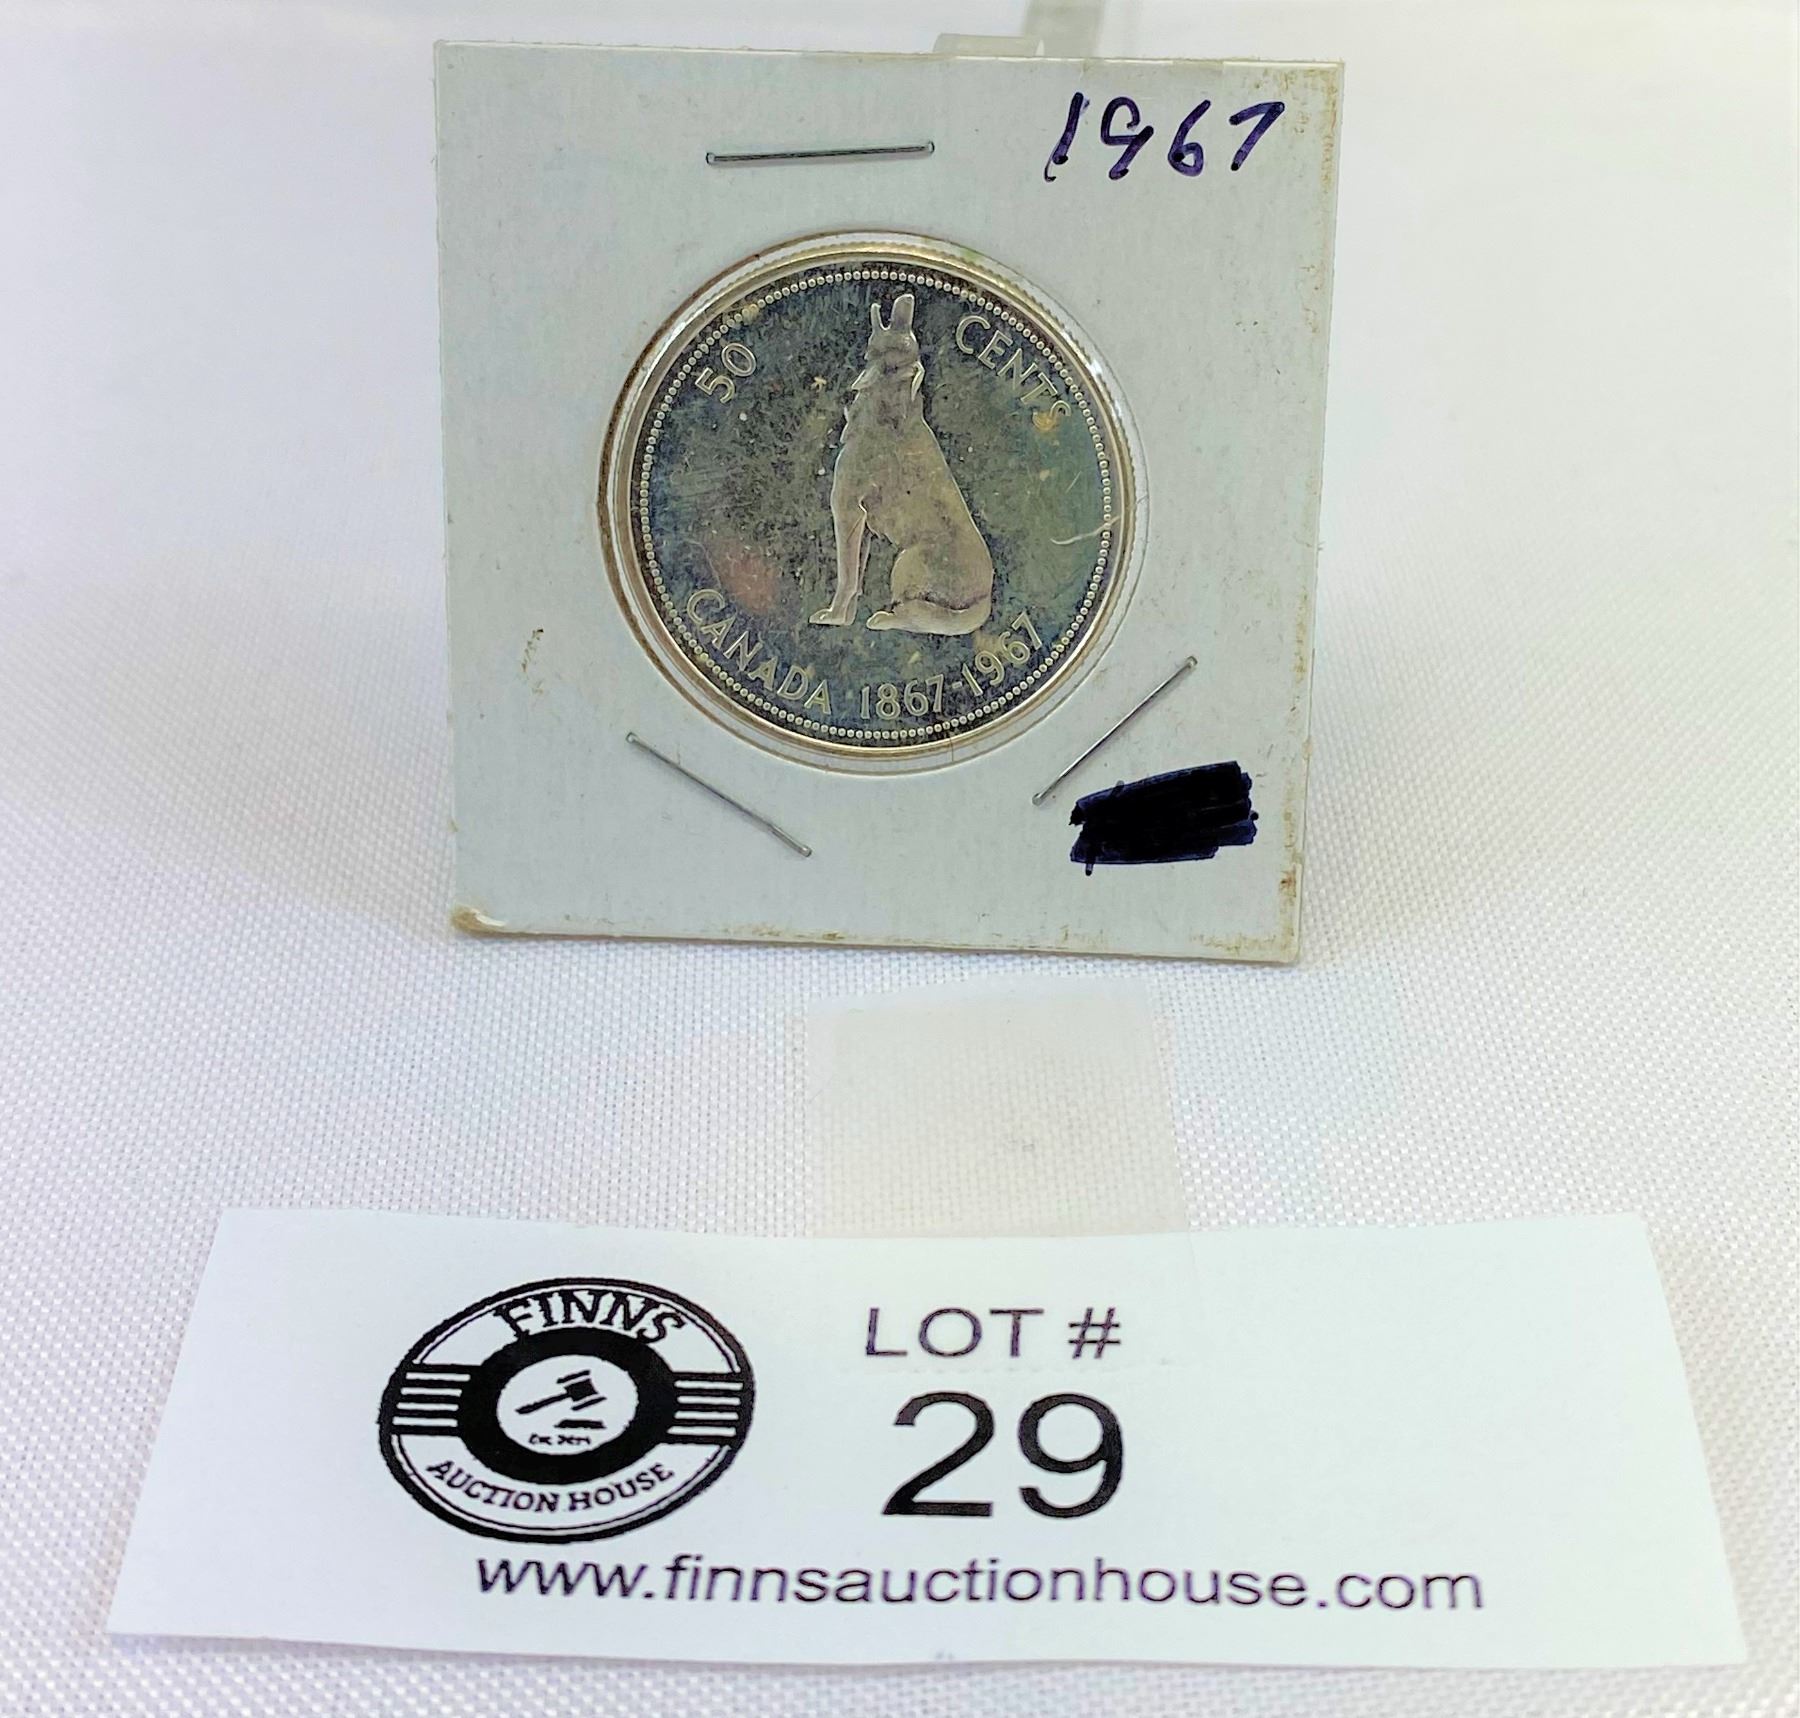 1967
50 CENTS
CANADA 1867-1967
FINNS
AUCTION HOUSE
LOT #
29
www.finnsauctionhouse.com